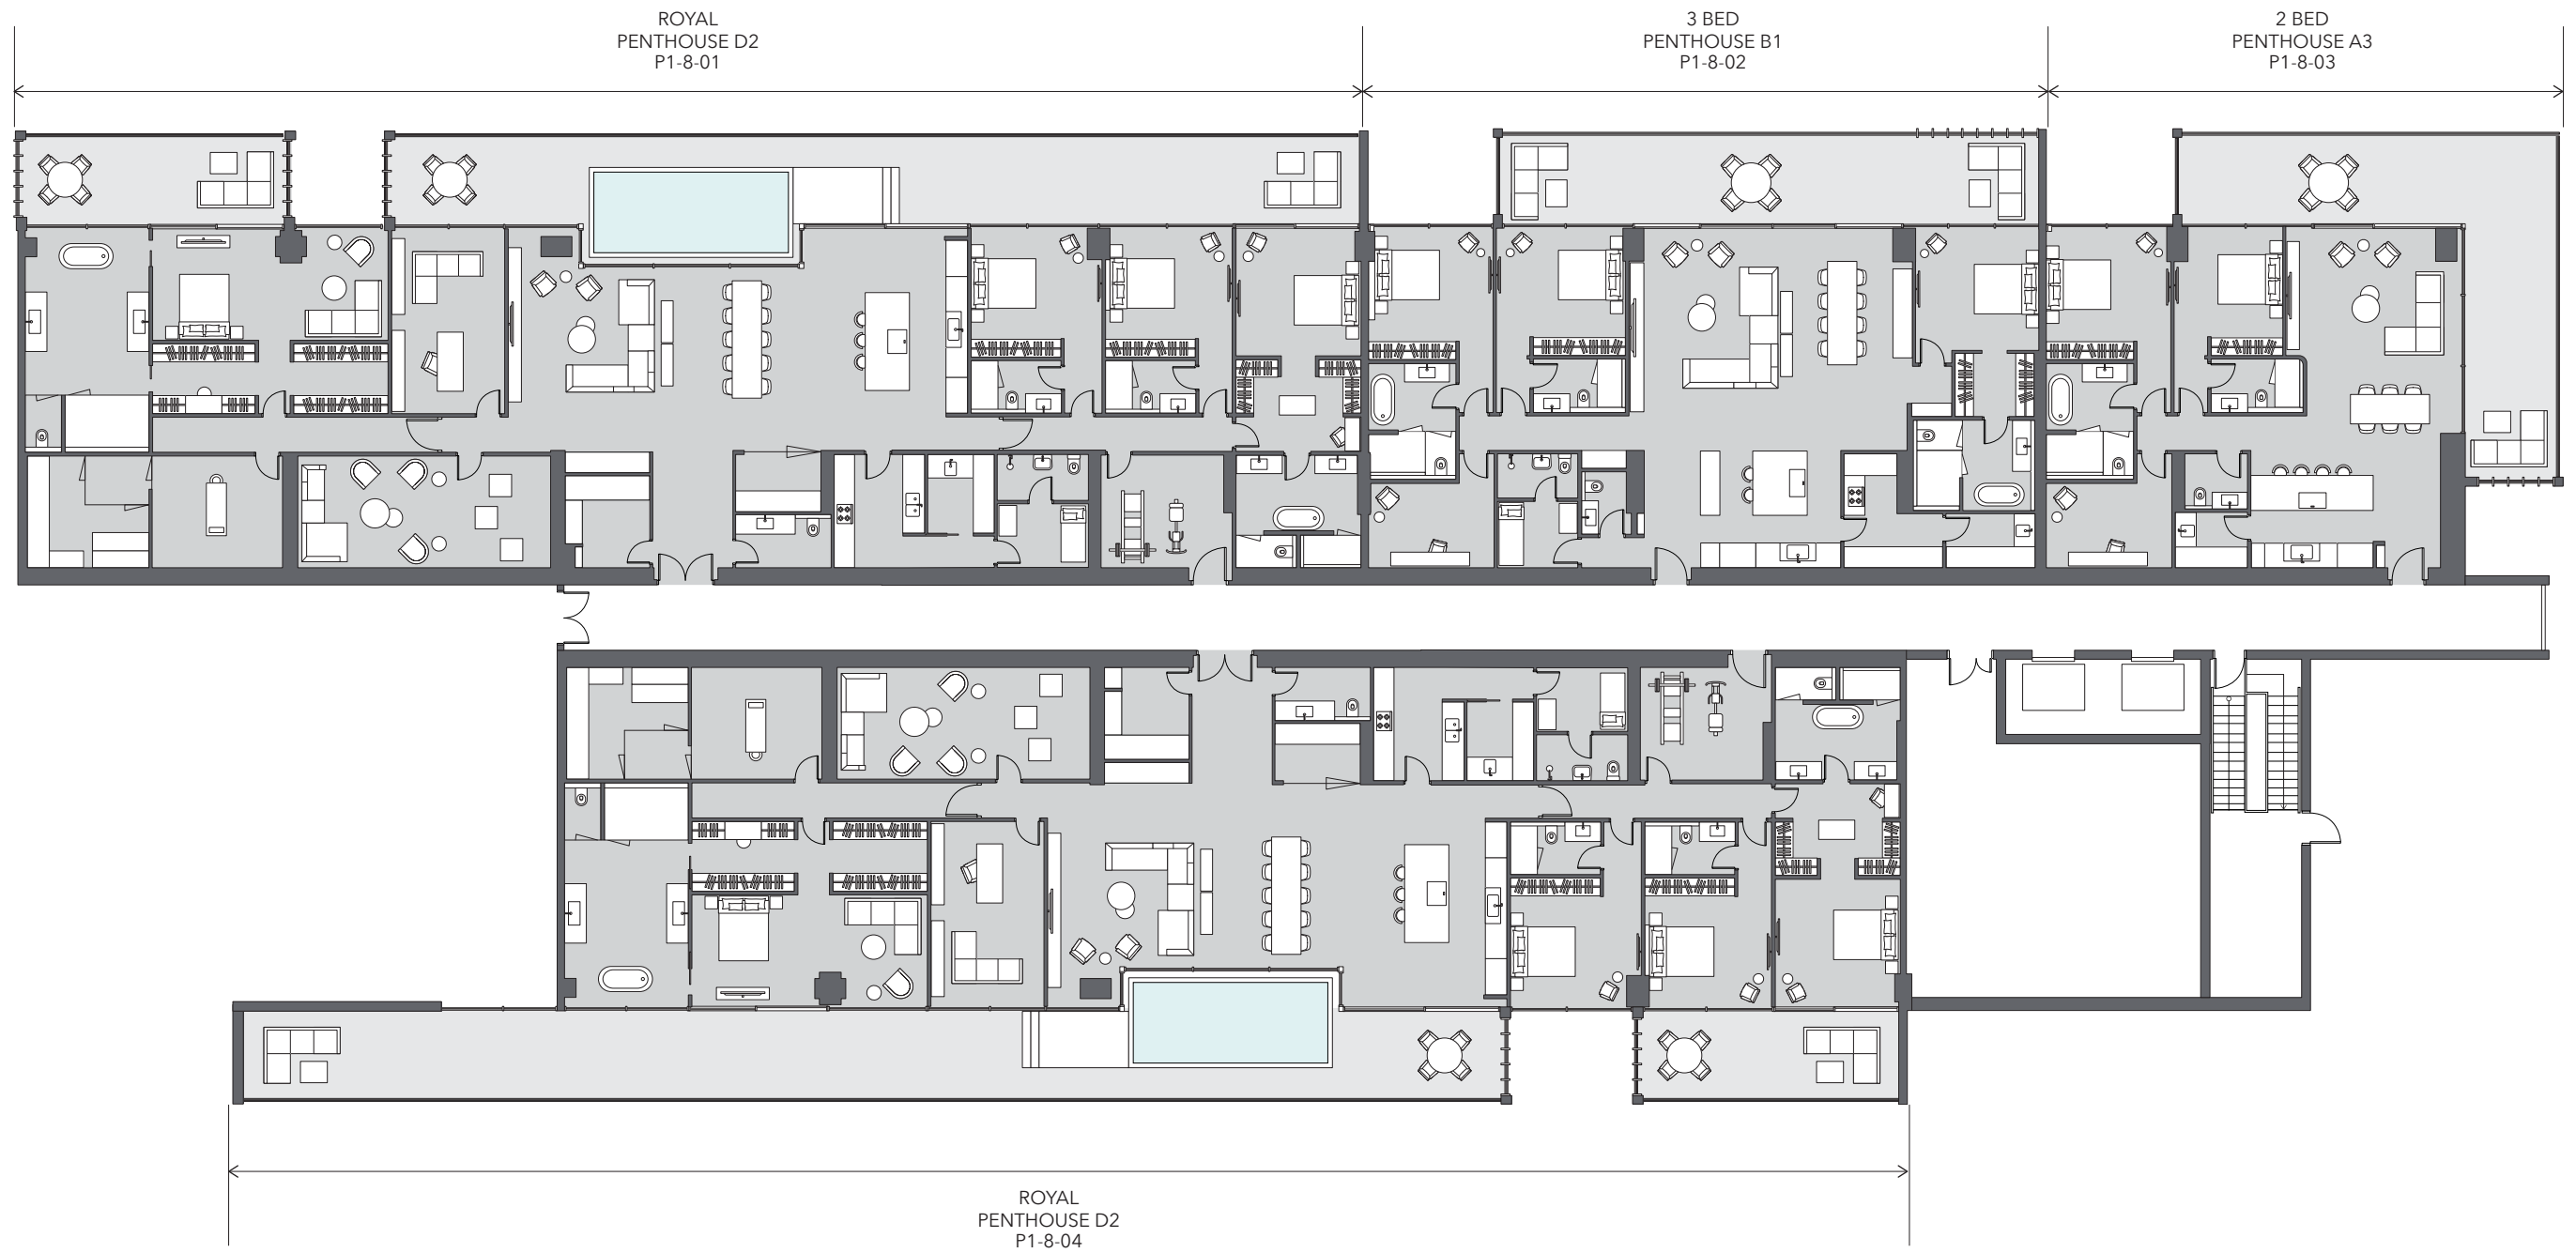 ROYAL
PENTHOUSE D2
P1-8-01
3 BED
PENTHOUSE B1
P1-8-02
2 BED
PENTHOUSE A3
P1-8-03
ROYAL
PENTHOUSE D2
P1-8-04